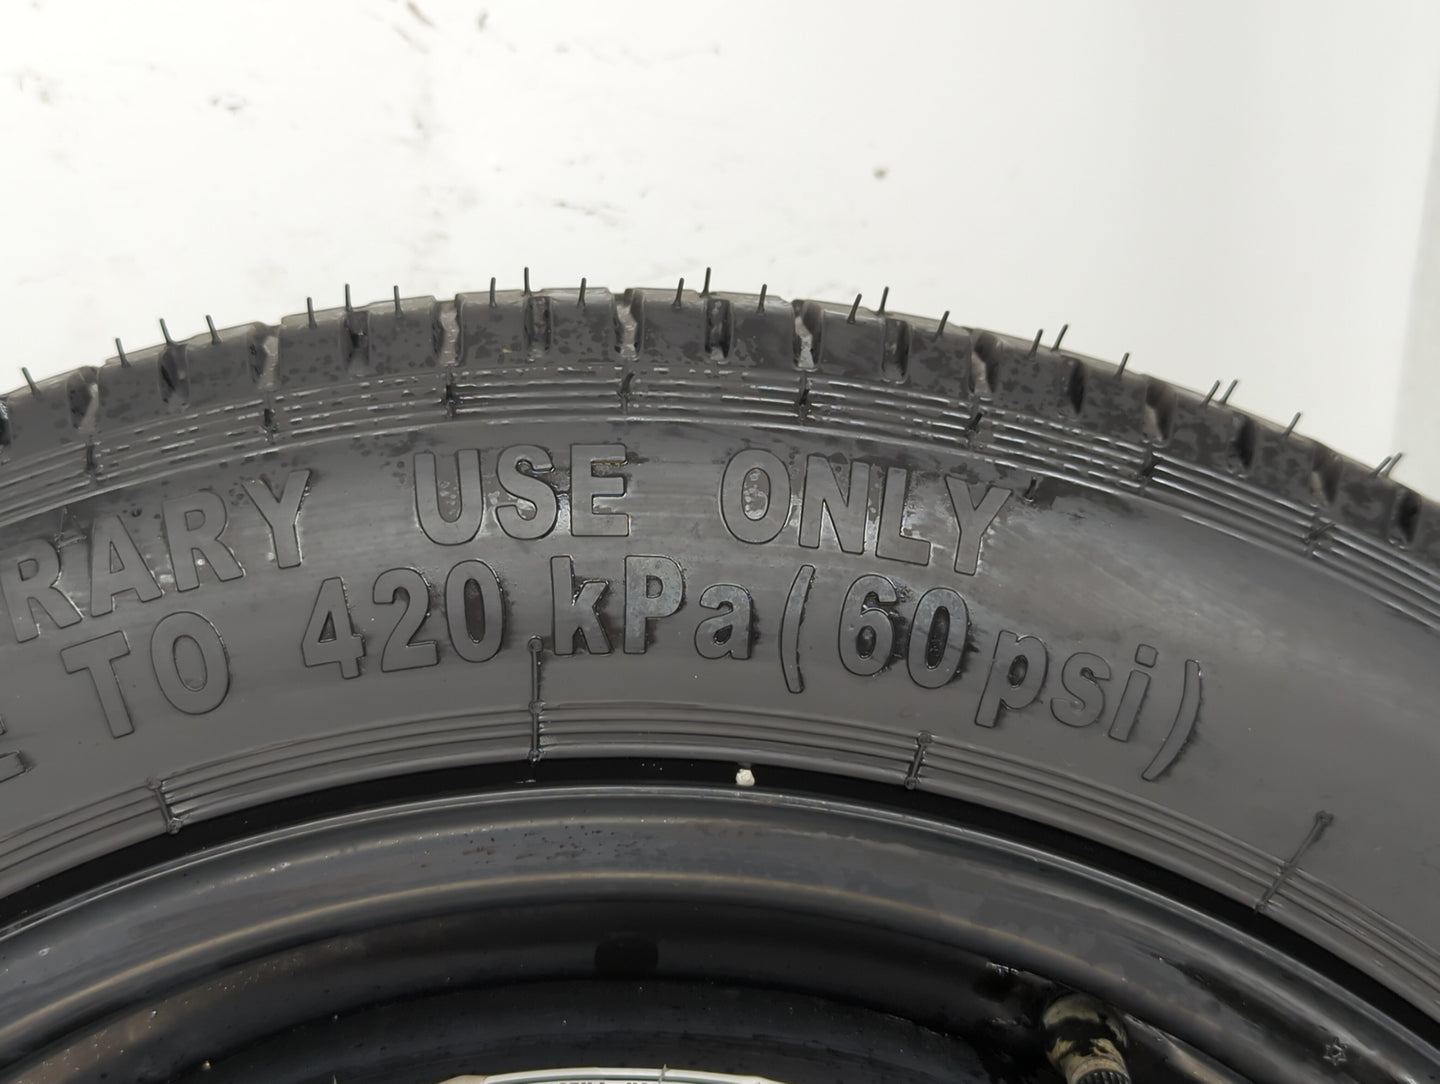 RARY USE ONLY
E TO 420 kPa (60 psi)